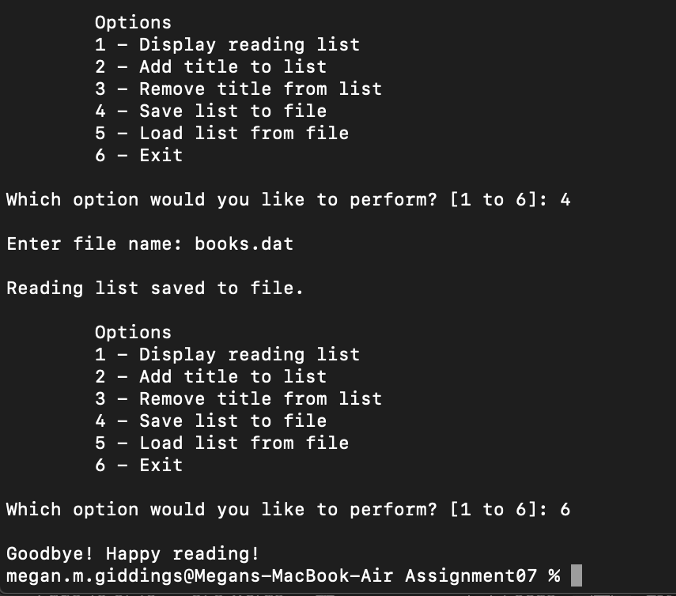 Options
1 – Display reading list
2 – Add title to list
3 – Remove title from list
4 – Save list to file
5 – Load list from file
6 – Exit
Which option would you like to perform? [1 to 6]: 4
Enter file name: books.dat
Reading list saved to file.
Options
1 – Display reading list
2 – Add title to list
3 – Remove title from list
4 – Save list to file
5 – Load list from file
6 – Exit
Which option would you like to perform? [1 to 6]: 6
Goodbye! Happy reading!
megan.m.giddings@Megans-MacBook-Air Assignment07 %